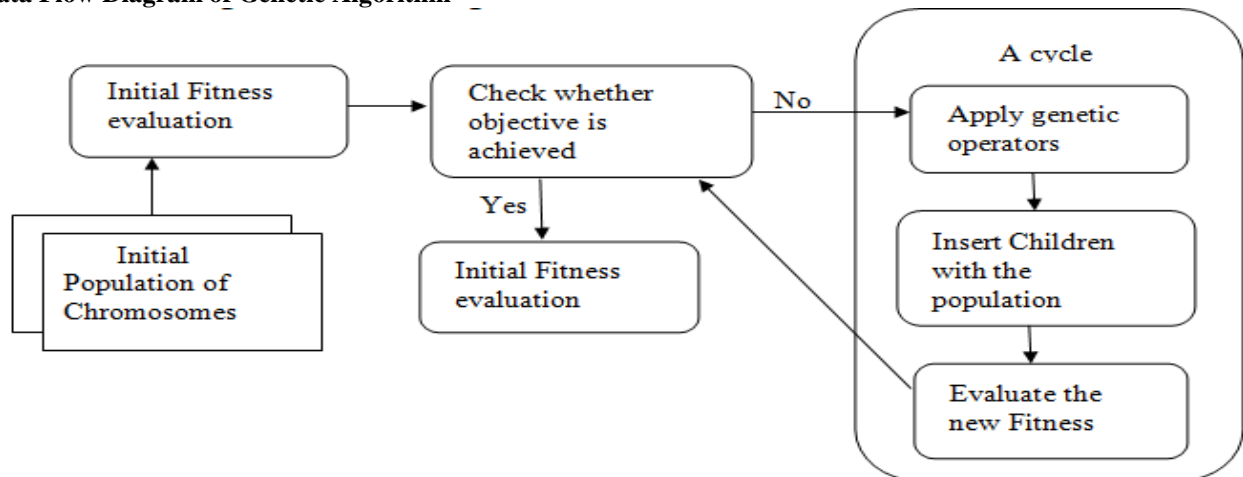 Data Flow Diagram of Genetic Algorithm
A cycle
Initial Fitness
evaluation
Check whether
objective is
achieved
No
Apply genetic
operators
Yes
Initial
Population of
Chromosomes
Initial Fitness
evaluation
Insert Children
with the
population
Evaluate the
new Fitness